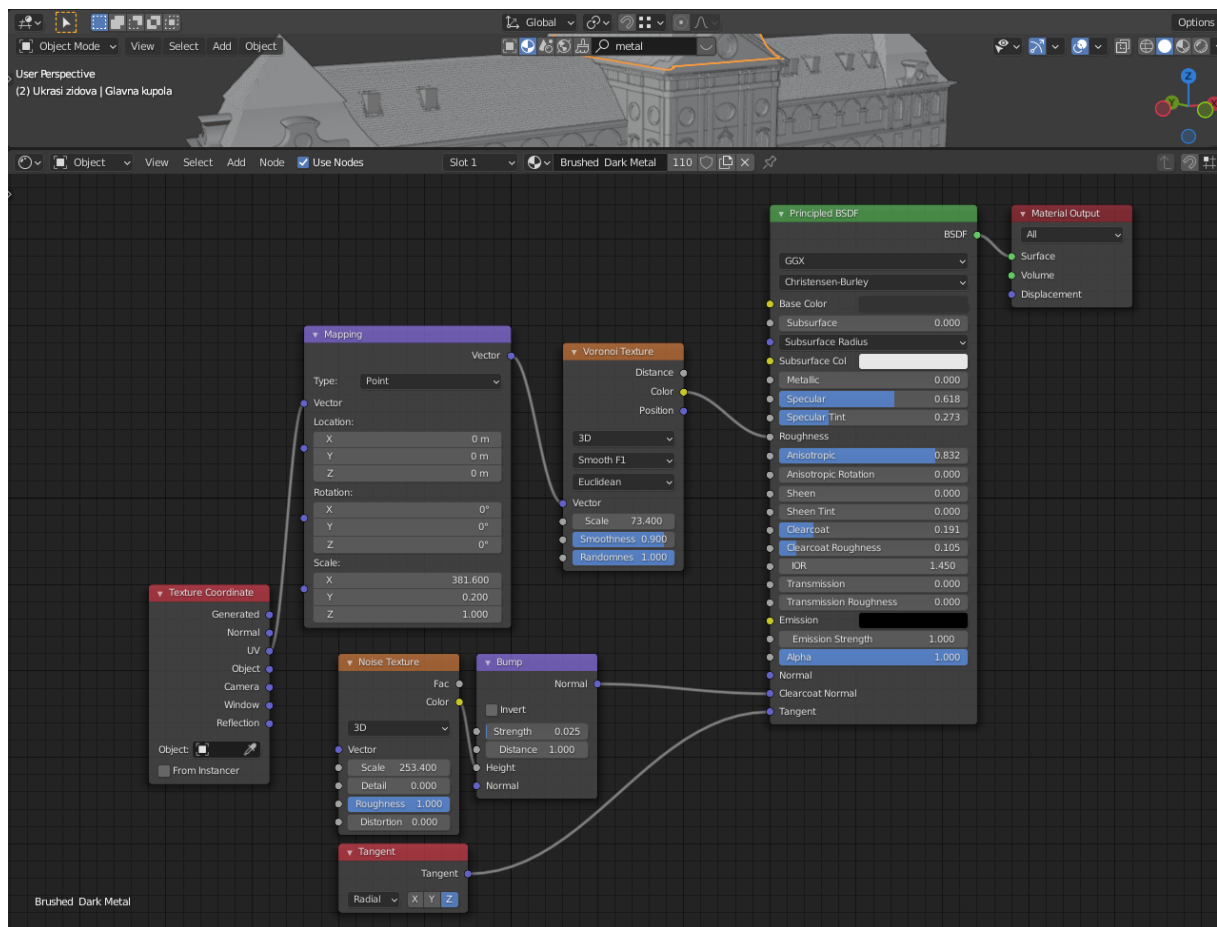 Global
Options
Object Mode View Select Add Object
metal
User Perspective
(2) Ukrasi zidova | Glavna kupola
Z
Y
Object View Select Add Node Use Nodes Slot 1 Brushed Dark Metal 110
Principled BSDF
BSDF
GGX
Christensen-Burley
Base Color
Subsurface 0.000
Subsurface Radius
Subsurface Col
Metallic 0.000
Specular 0.618
Specular Tint 0.273
Roughness
Anisotropic 0.832
Anisotropic Rotation 0.000
Sheen 0.000
Sheen Tint 0.000
Clearcoat 0.191
Clearcoat Roughness 0.105
IOR 1.450
Transmission 0.000
Transmission Roughness 0.000
Emission
Emission Strength 1.000
Alpha 1.000
Normal
Clearcoat Normal
Tangent
Material Output
All
Surface
Volume
Displacement
Mapping
Vector
Type: Point
Vector
Location:
X 0 m
Y 0 m
Z 0 m
Rotation:
X 0°
Y 0°
Z 0°
Scale:
X 381.600
Y 0.200
Z 1.000
Voronoi Texture
Distance
Color
Position
3D
Smooth F1
Euclidean
Vector
Scale 73.400
Smoothness 0.900
Randomnes 1.000
Texture Coordinate
Generated
Normal
UV
Object
Camera
Window
Reflection
Object:
From Instancer
Noise Texture
Fac
Color
3D
Vector
Scale 253.400
Detail 0.000
Roughness 1.000
Distortion 0.000
Bump
Normal
Invert
Strength 0.025
Distance 1.000
Height
Normal
Tangent
Tangent
Radial X Y Z
Brushed Dark Metal